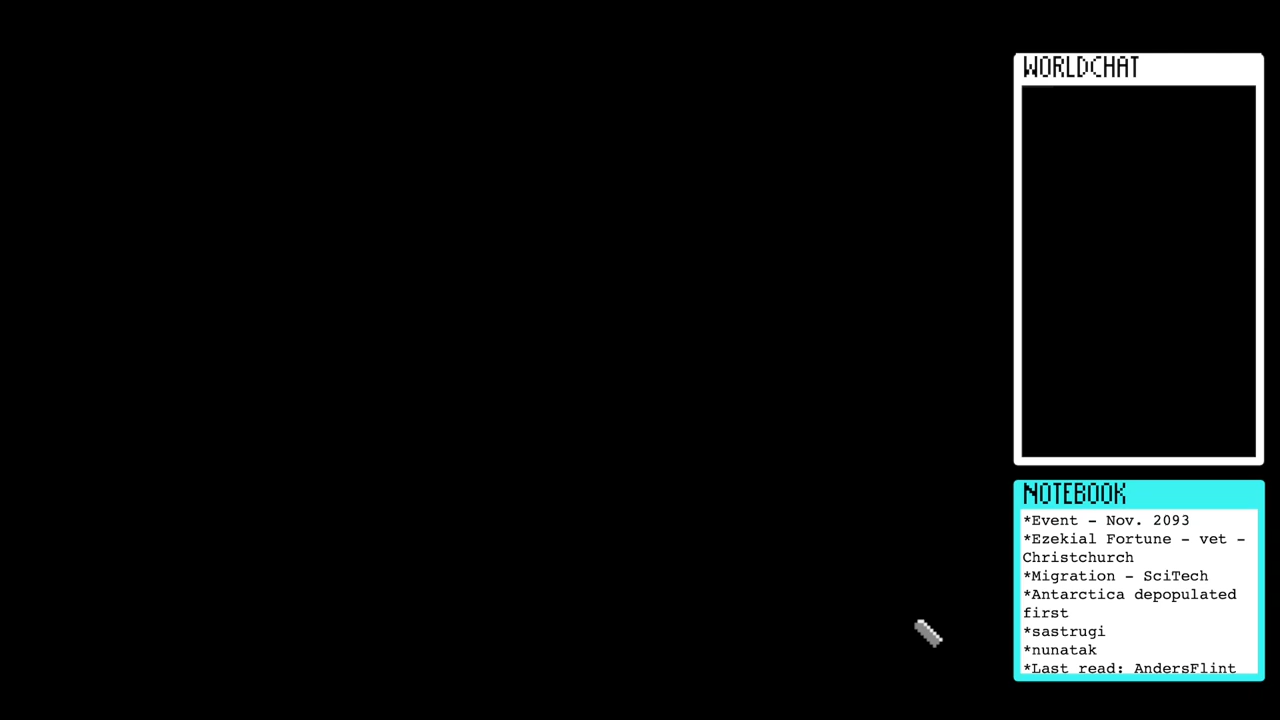 WORLDCHAT
NOTEBOOK
*Event - Nov. 2093
*Ezekial Fortune - vet -
Christchurch
*Migration - SciTech
*Antarctica depopulated
first
*sastrugi
*nunatak
*Last read: AndersFlint